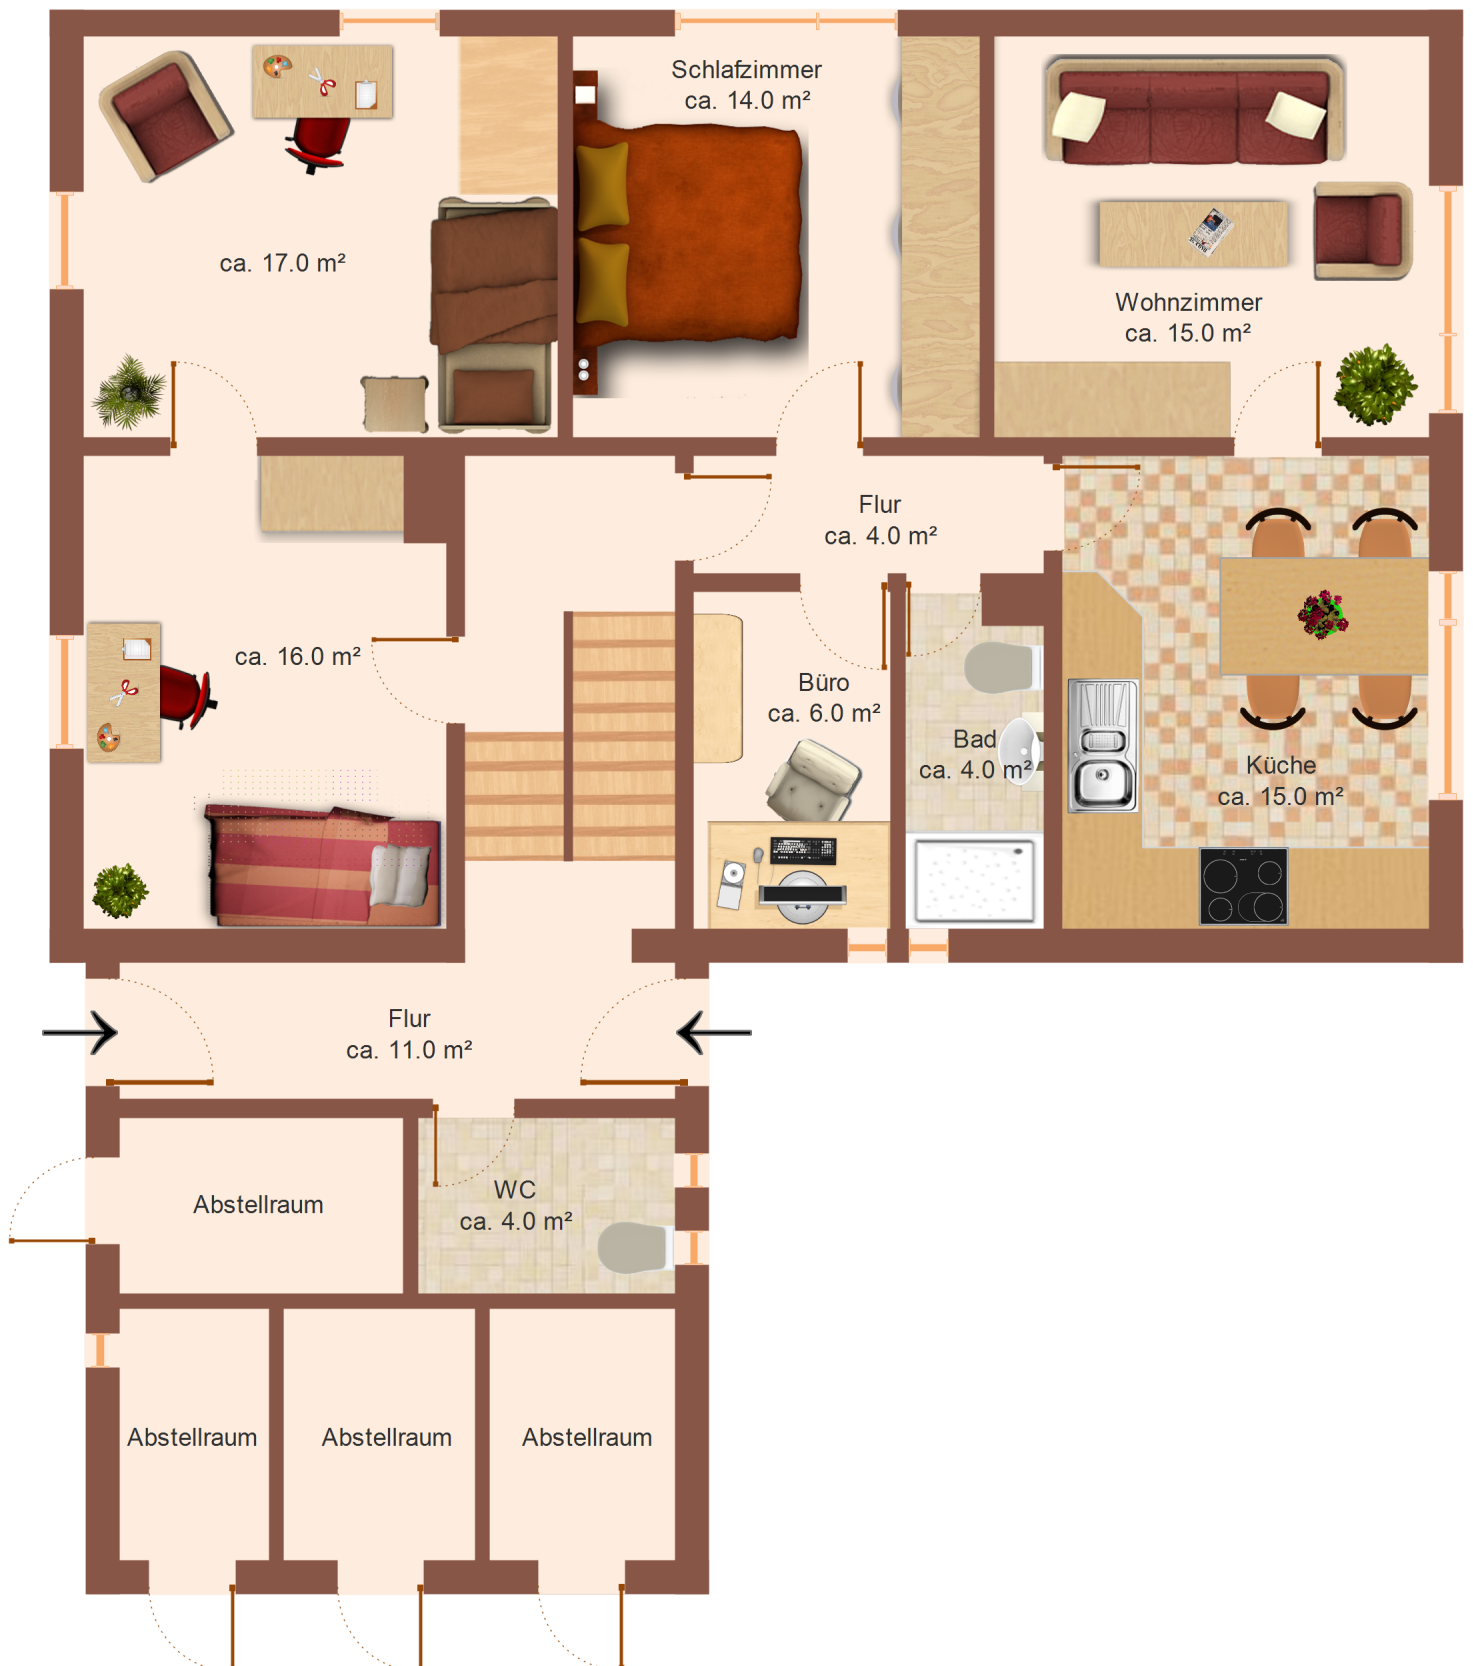 Schlafzimmer
ca. 14.0 m²
ca. 17.0 m²
Wohnzimmer
ca. 15.0 m²
Flur
ca. 4.0 m²
ca. 16.0 m²
Büro
ca. 6.0 m²
Bad
ca. 4.0 m²
Küche
ca. 15.0 m²
Flur
ca. 11.0 m²
WC
ca. 4.0 m²
Abstellraum
Abstellraum
Abstellraum
Abstellraum